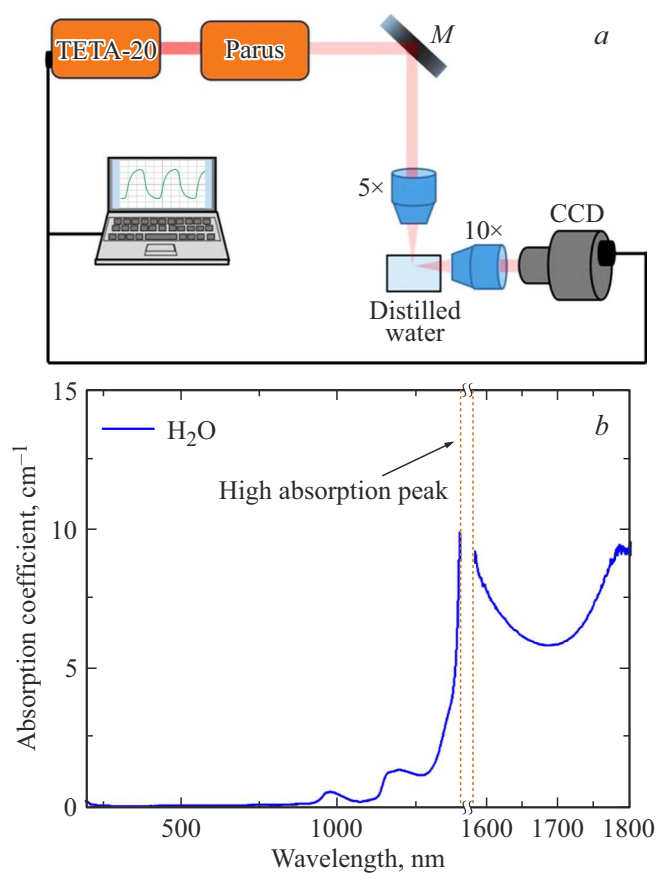 TETA-20
Parus
M
a
5×
10×
CCD
Distilled
water
15
H₂O
b
High absorption peak
10
5
0
Absorption coefficient, cm⁻¹
500
1000
1600
1700
1800
Wavelength, nm